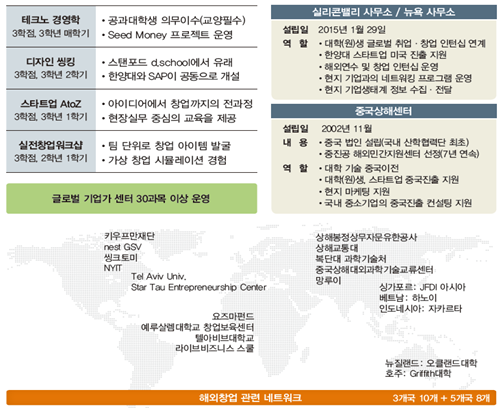 테크노 경영학
3학점, 3학년 매학기
• 공과대학생 의무이수(교양필수)
• Seed Money 프로젝트 운영
디자인 씽킹
3학점, 3학년 2학기
• 스탠포드 d.school에서 유래
• 한양대와 SAP이 공동으로 개설
스타트업 AtoZ
3학점, 3학년 1학기
• 아이디어에서 창업까지의 전과정
• 현장실무 중심의 교육을 제공
실전창업워크샵
3학점, 2학년 1학기
• 팀 단위로 창업 아이템 발굴
• 가상 창업 시뮬레이션 경험
글로벌 기업가 센터 30과목 이상 운영
실리콘밸리 사무소 / 뉴욕 사무소
설립일 2015년 1월 29일
역 할 • 대학(원)생 글로벌 취업·창업 인턴십 연계
• 한양대 스타트업 미국 진출 지원
• 해외연수 및 창업 인턴십 운영
• 현지 기업과의 네트워킹 프로그램 운영
• 현지 기업생태계 정보 수집·전달
중국상해센터
설립일 2002년 11월
내 용 • 중국 법인 설립(국내 산학협력단 최초)
• 중진공 해외민간지원센터 선정(7년 연속)
역 할 • 대학 기술 중국이전
• 대학(원)생, 스타트업 중국진출 지원
• 현지 마케팅 지원
• 국내 중소기업의 중국진출 컨설팅 지원
키우프만재단
nest GSV
씽크토미
NYIT
Tel Aviv Univ.
Star Tau Entrepreneurship Center
요즈마펀드
예루살렘대학교 창업보육센터
텔아비브대학교
라이브비즈니스 스쿨
상해봉정상무자문유한공사
상해교통대
복단대 과학기술처
중국상해대외과학기술교류센터
망루이
싱가포르: JFDI 아시아
베트남: 하노이
인도네시아: 자카르타
뉴질랜드: 오클랜드대학
호주: Griffith대학
해외창업 관련 네트워크
3개국 10개 + 5개국 8개